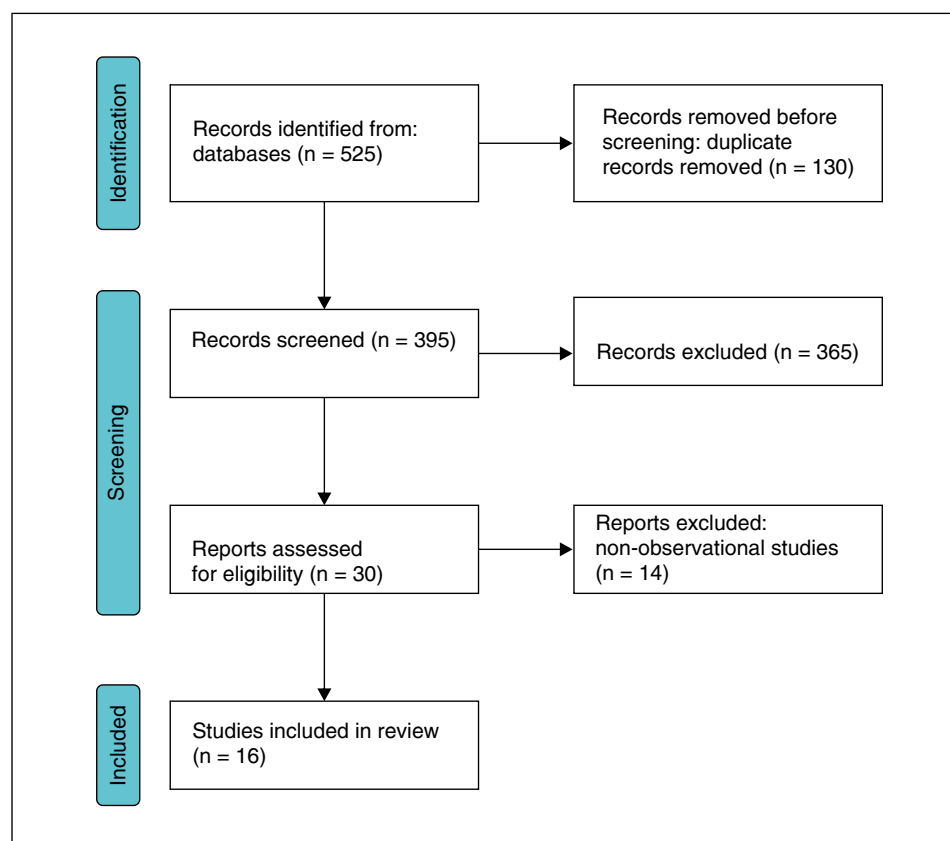 Identification
Records identified from:
databases (n = 525)
Records removed before
screening: duplicate
records removed (n = 130)
Screening
Records screened (n = 395)
Records excluded (n = 365)
Reports assessed
for eligibility (n = 30)
Reports excluded:
non-observational studies
(n = 14)
Included
Studies included in review
(n = 16)